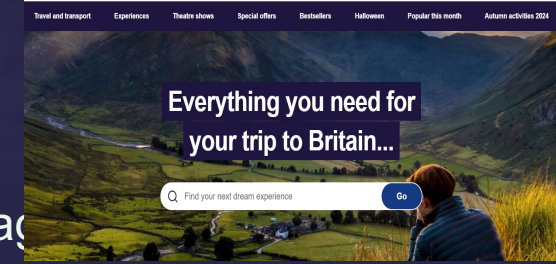 Travel and transport Experiences Theatre shows Special offers Bestsellers Halloween Popular this month Autumn activities 2024
Everything you need for
your trip to Britain...
Find your next dream experience Go